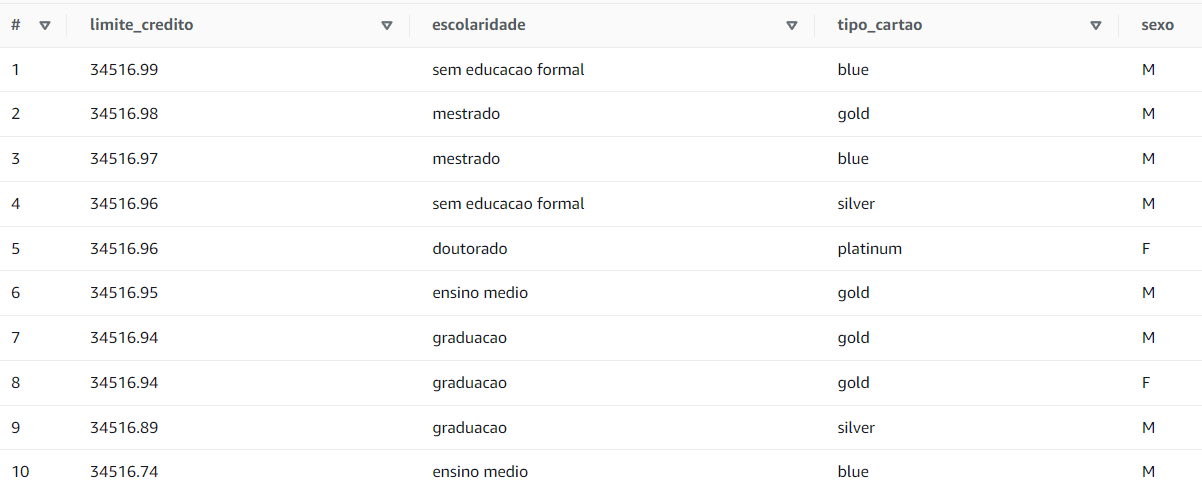 # limite_credito escolaridade tipo_cartao sexo
1 34516.99 sem educacao formal blue M
2 34516.98 mestrado gold M
3 34516.97 mestrado blue M
4 34516.96 sem educacao formal silver M
5 34516.96 doutorado platinum F
6 34516.95 ensino medio gold M
7 34516.94 graduacao gold M
8 34516.94 graduacao gold F
9 34516.89 graduacao silver M
10 34516.74 ensino medio blue M